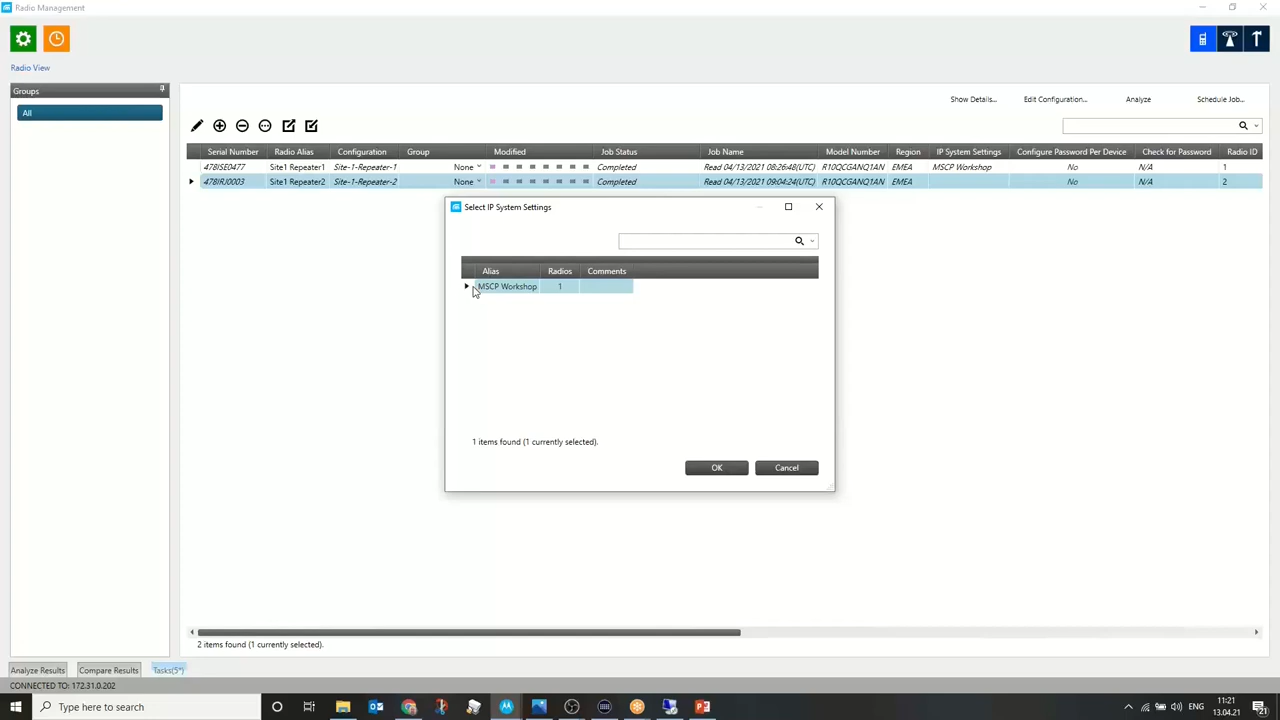 Radio Management
Radio View
Groups
All
Show Details... Edit Configuration... Analyze Schedule Job...
Serial Number Radio Alias Configuration Group Modified Job Status Job Name Model Number Region IP System Settings Configure Password Per Device Check for Password Radio ID
478ISE0477 Site1 Repeater1 Site-1-Repeater-1 None Completed Read 04/13/2021 08:26:48(UTC) R10QCGANQ1AN EMEA MSCP Workshop No N/A 1
478IRJ0003 Site1 Repeater2 Site-1-Repeater-2 None Completed Read 04/13/2021 09:04:24(UTC) R10QCGANQ1AN EMEA No N/A 2
Select IP System Settings
Alias Radios Comments
MSCP Workshop 1
1 items found (1 currently selected).
OK Cancel
2 items found (1 currently selected).
Analyze Results Compare Results Tasks(5*)
CONNECTED TO: 172.31.0.202
Type here to search
ENG
11:21
13.04.21